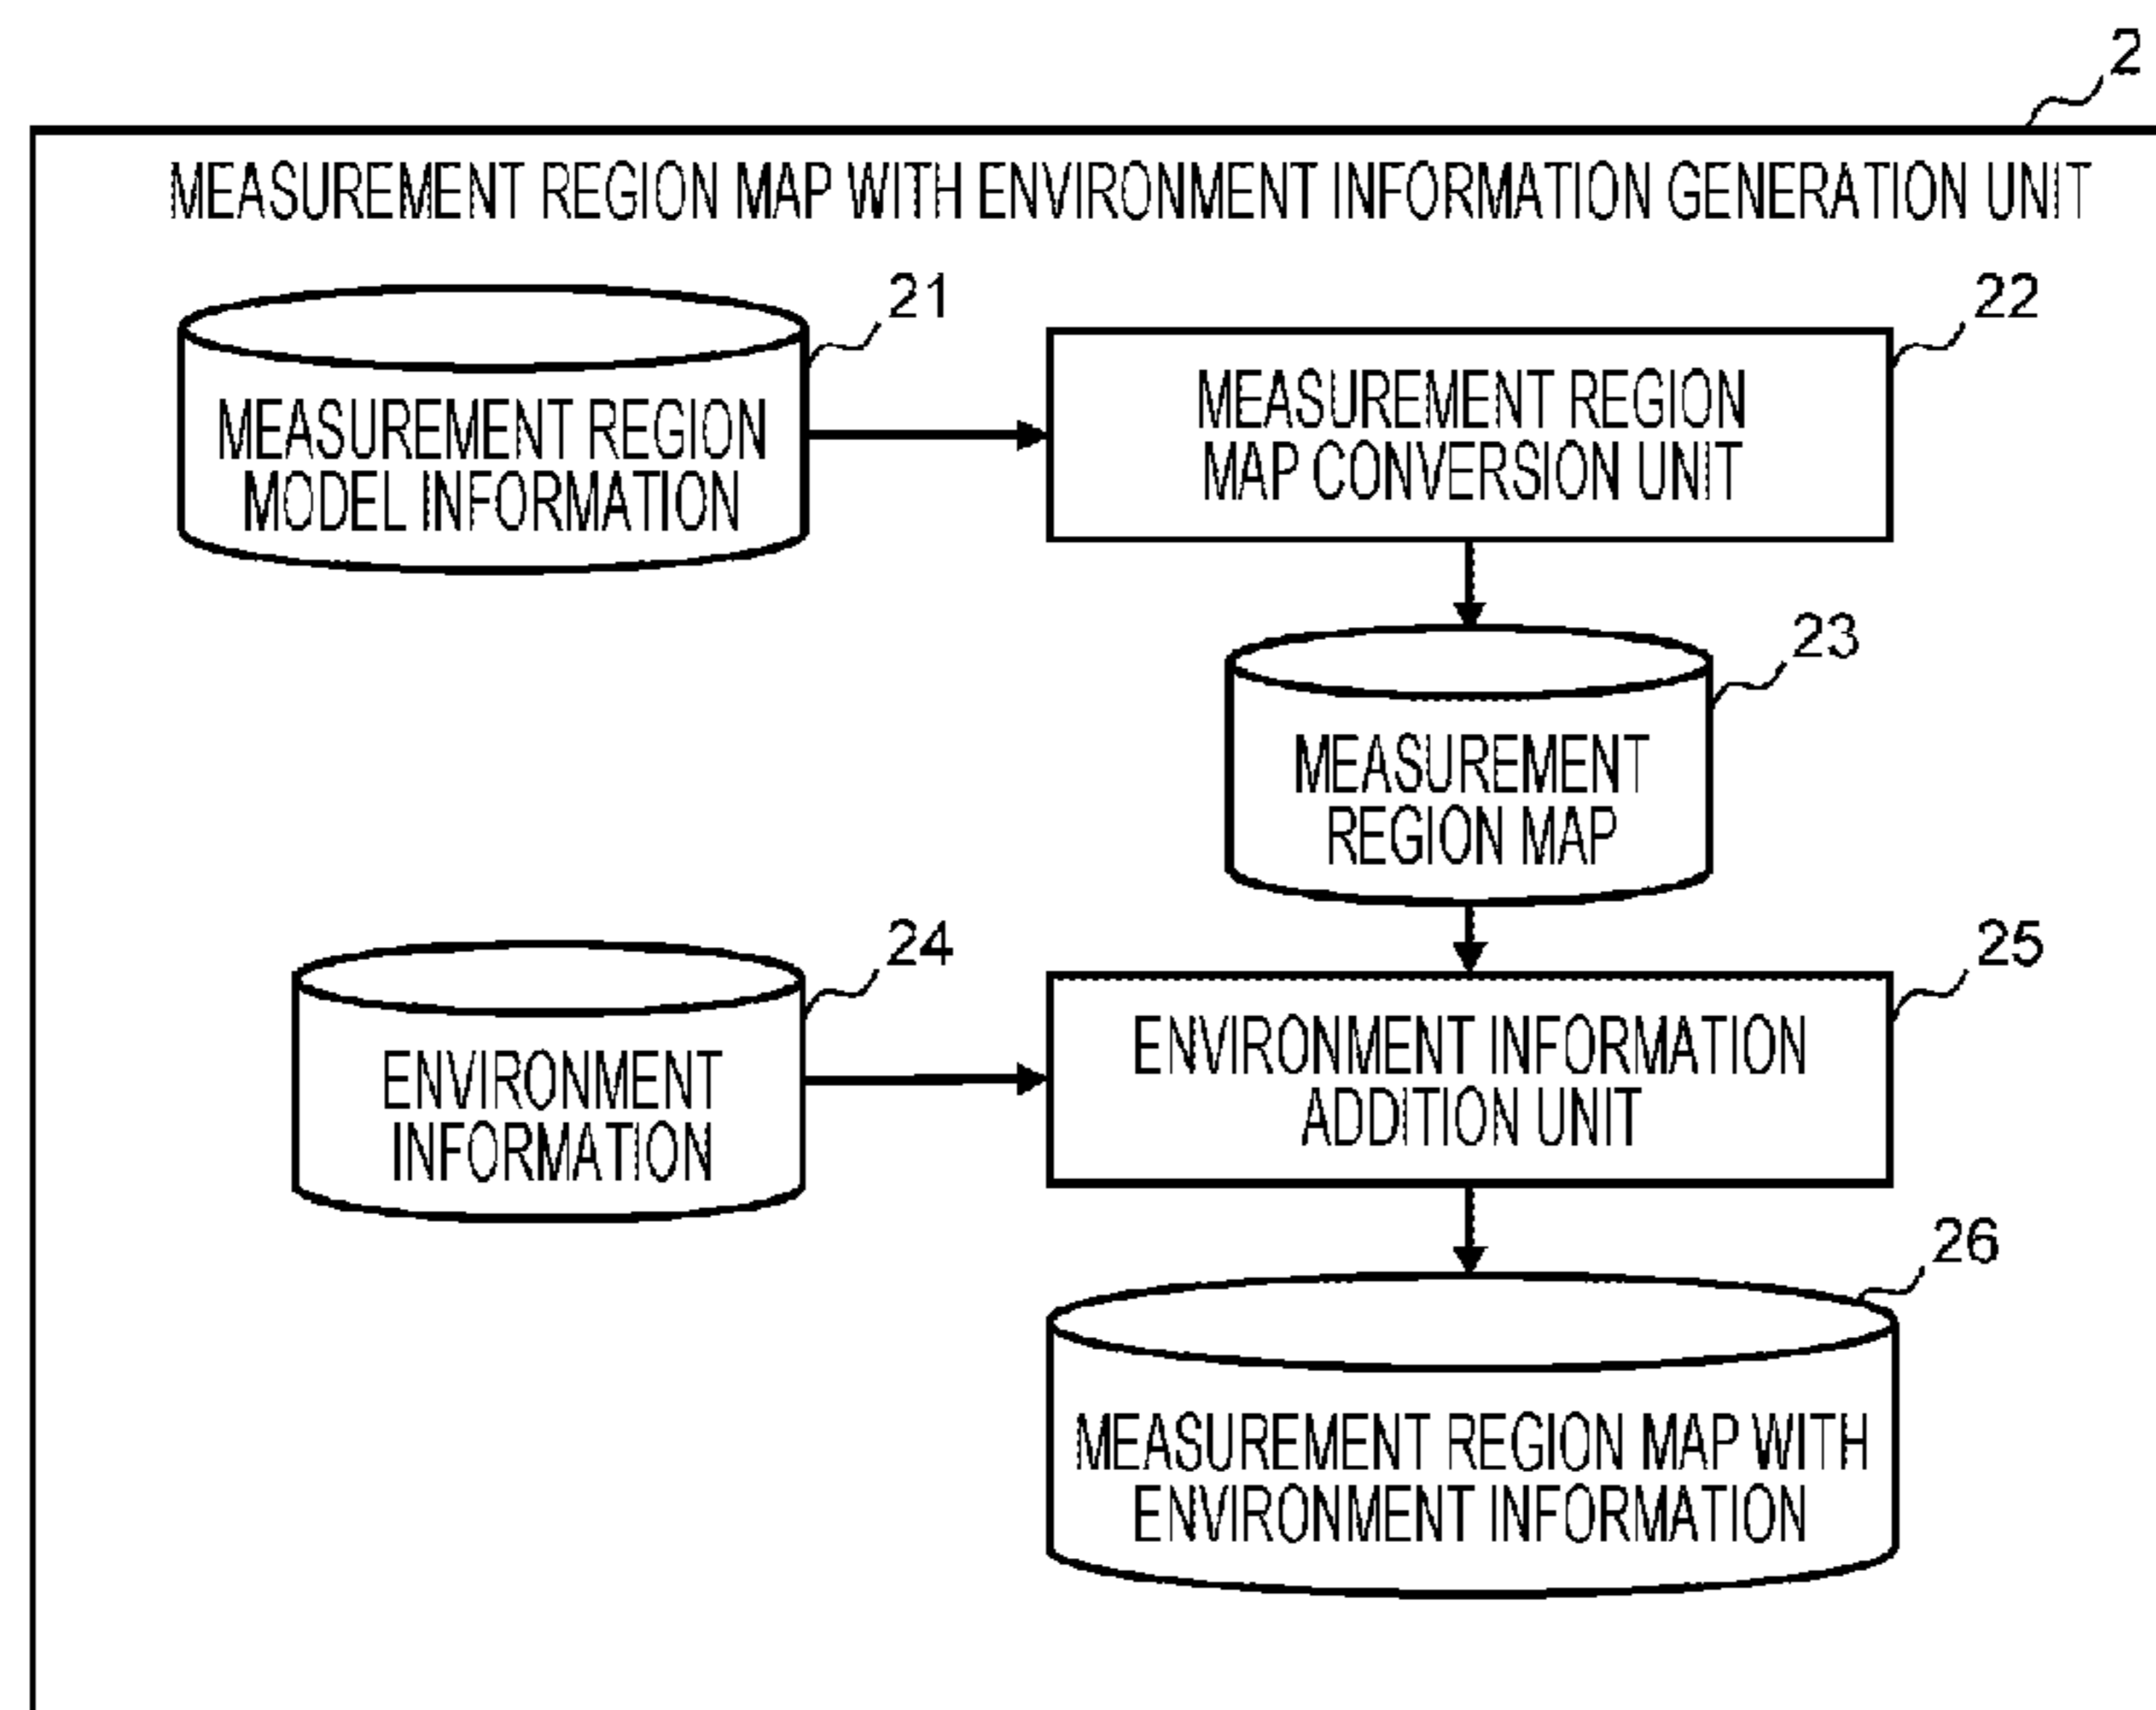 2
MEASUREMENT REGION MAP WITH ENVIRONMENT INFORMATION GENERATION UNIT
21
MEASUREMENT REGION
MODEL INFORMATION
22
MEASUREMENT REGION
MAP CONVERSION UNIT
23
MEASUREMENT
REGION MAP
24
ENVIRONMENT
INFORMATION
25
ENVIRONMENT INFORMATION
ADDITION UNIT
26
MEASUREMENT REGION MAP WITH
ENVIRONMENT INFORMATION